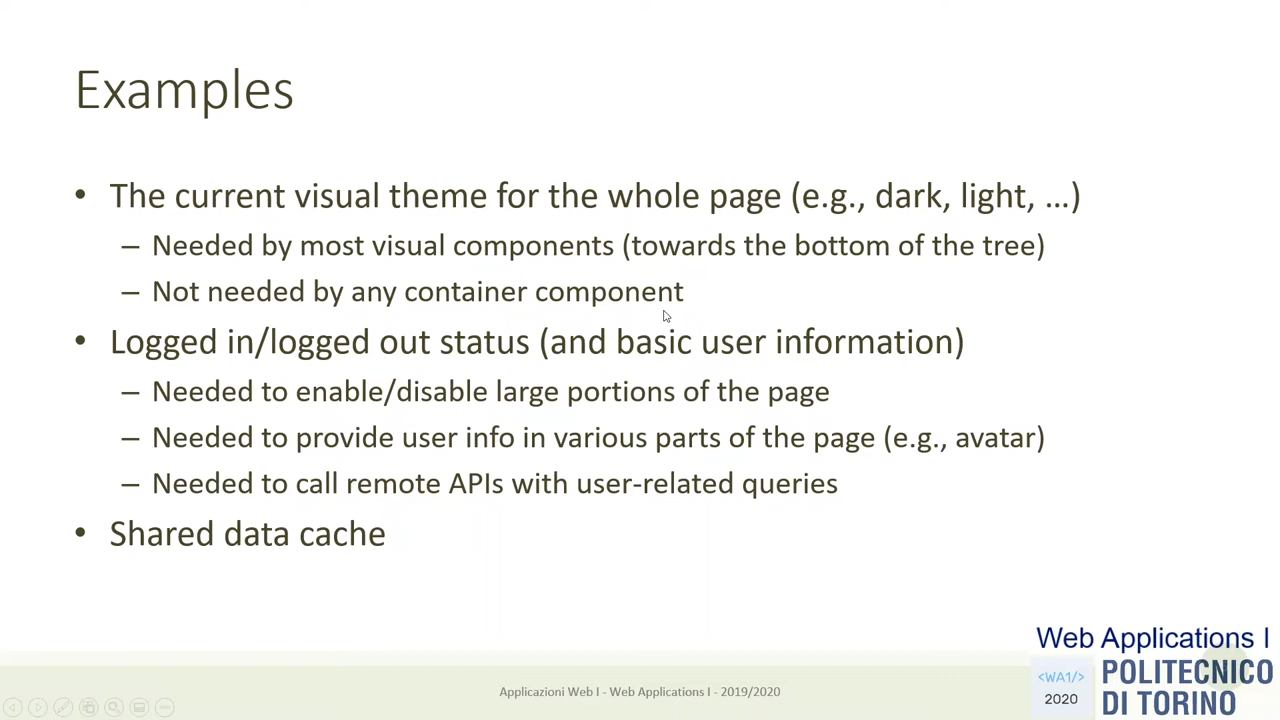 Examples
• The current visual theme for the whole page (e.g., dark, light, …)
– Needed by most visual components (towards the bottom of the tree)
– Not needed by any container component
• Logged in/logged out status (and basic user information)
– Needed to enable/disable large portions of the page
– Needed to provide user info in various parts of the page (e.g., avatar)
– Needed to call remote APIs with user-related queries
• Shared data cache
Applicazioni Web I - Web Applications I - 2019/2020
Web Applications I
<WA1/>
2020
POLITECNICO
DI TORINO